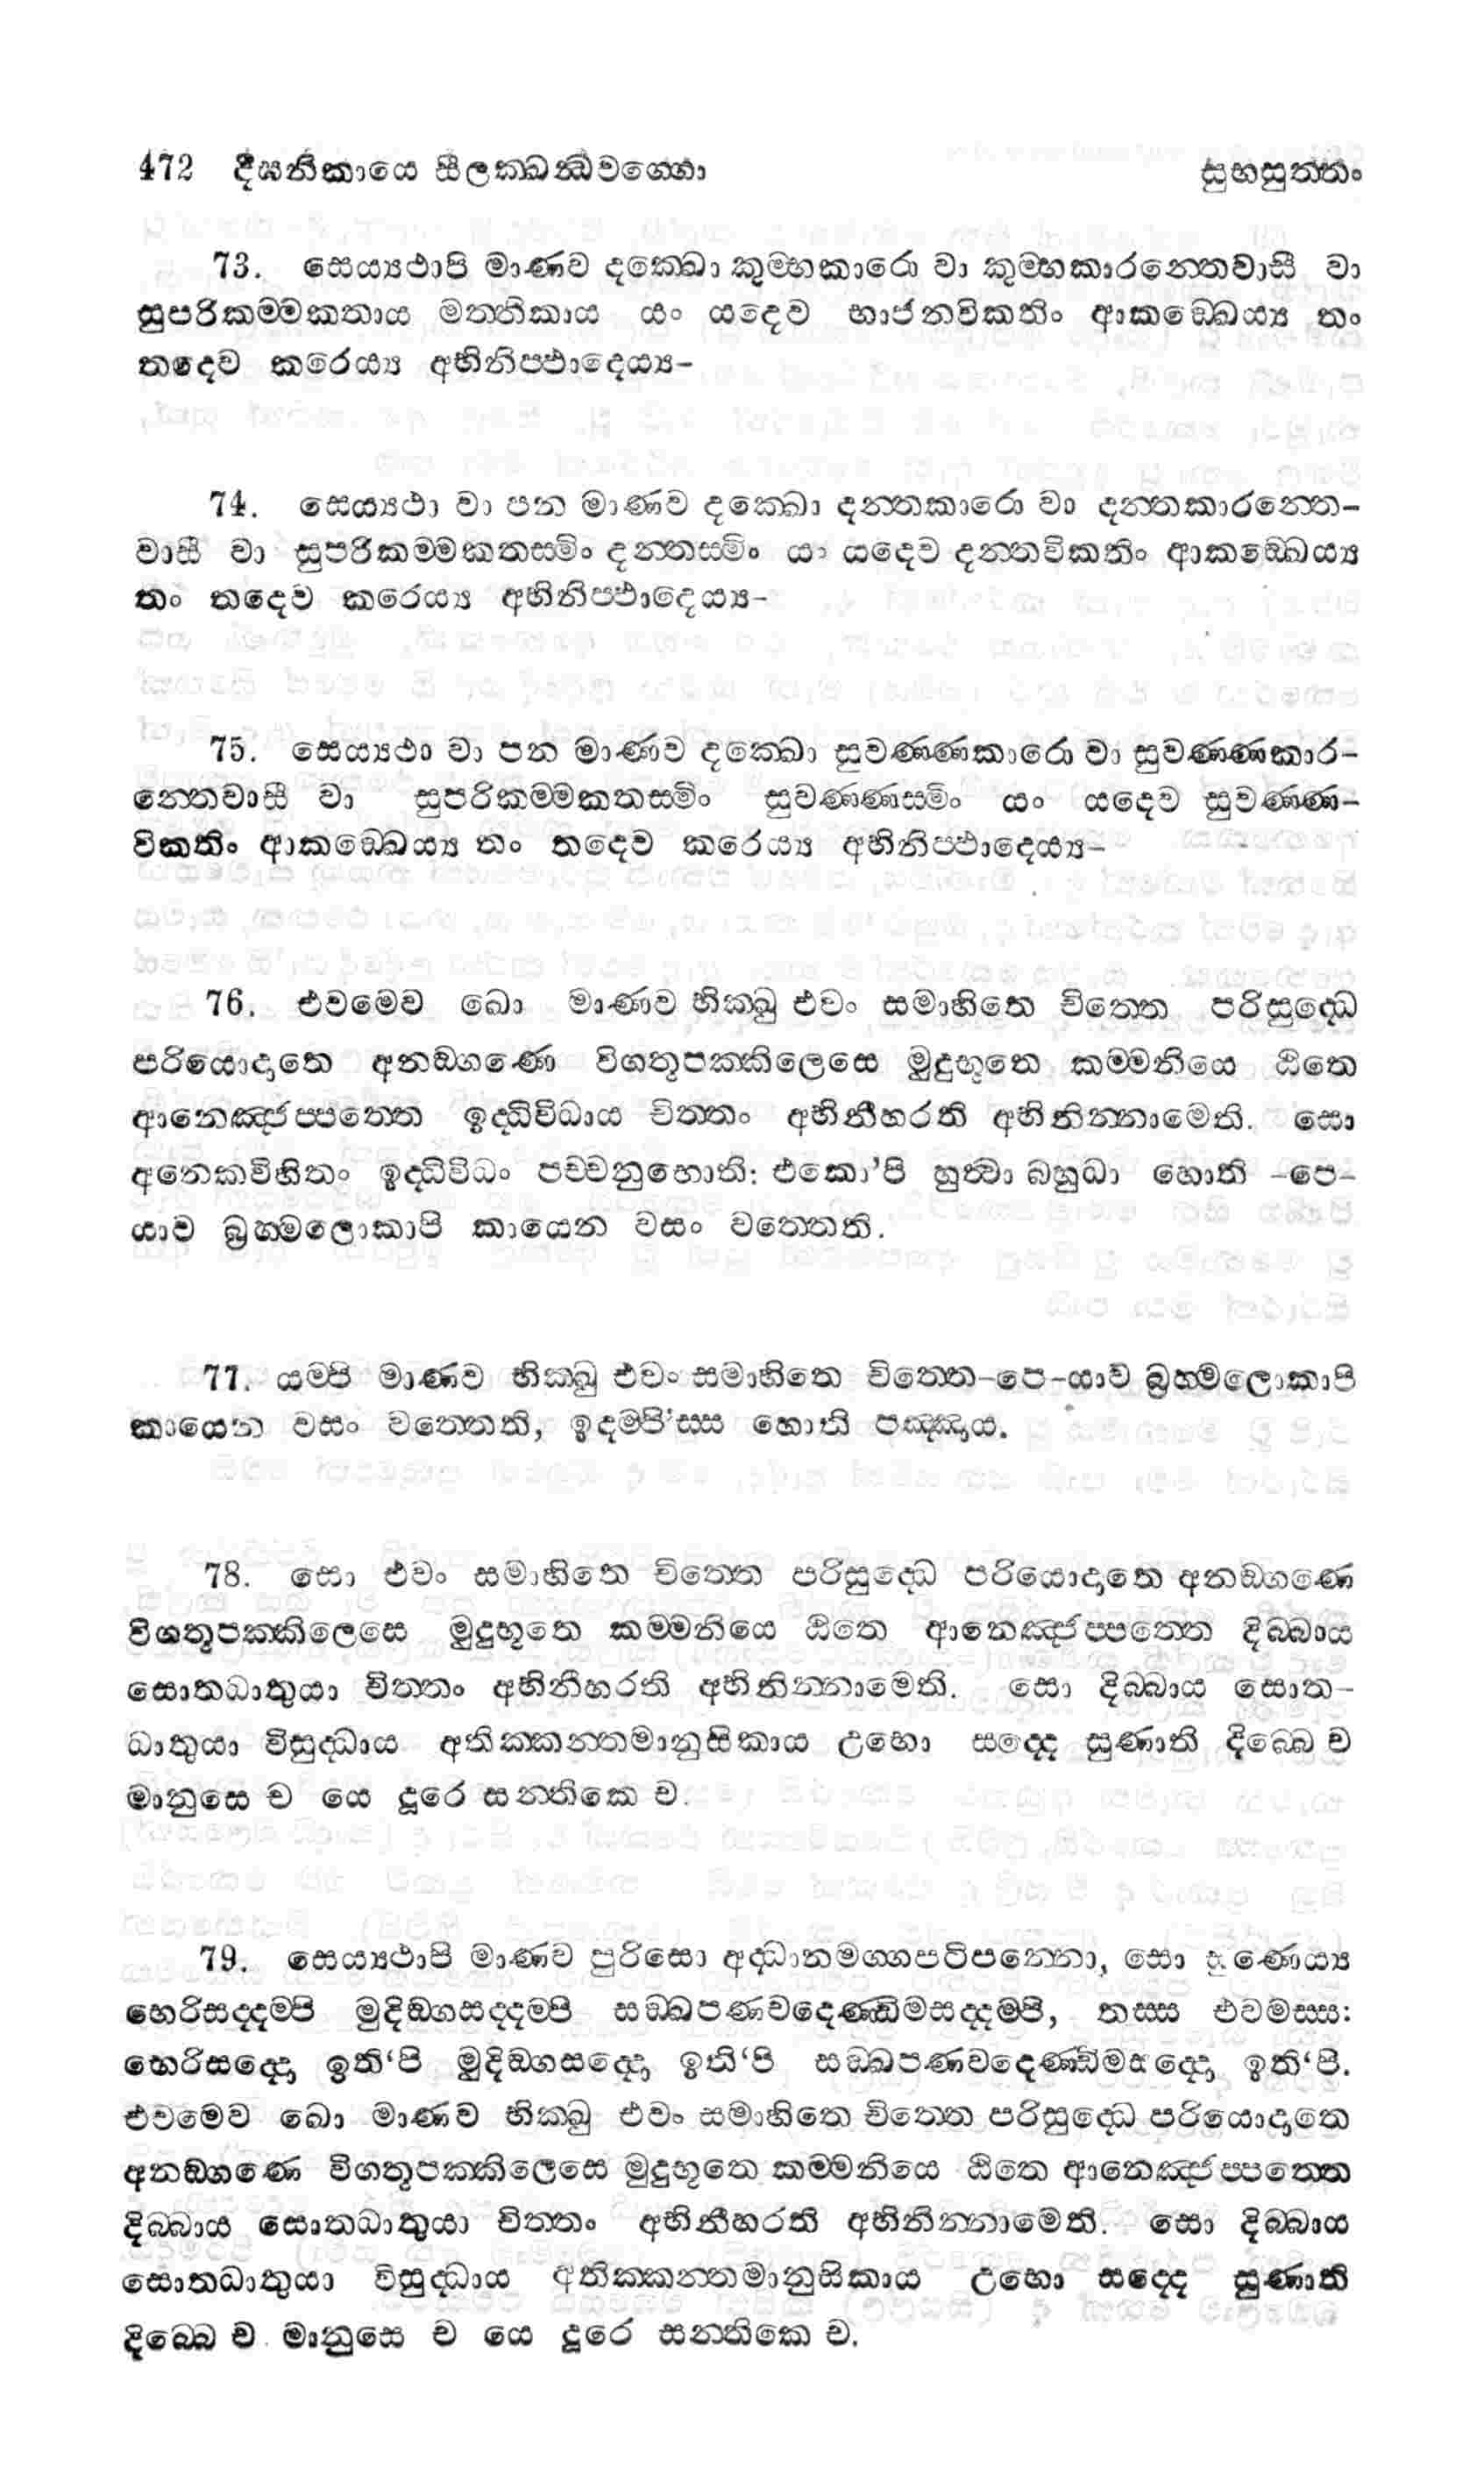 472 දීඝනිකායෙ සීලක්ඛන්ධවග්ගො සුභසුත්තං
73. සෙය්‍යථාපි මාණව දක්ඛො කුම්භකාරො වා කුම්භකාරන්තෙවාසී වා
සුපරිකම්මකතාය මත්තිකාය යං යදෙව භාජනවිකතිං ආකඞ්ඛෙය්‍ය තං
තදෙව කරෙය්‍ය අභිනිප්ඵාදෙය්‍ය-
74. සෙය්‍යථා වා පන මාණව දක්ඛො දන්තකාරො වා දන්තකාරන්තෙ-
වාසී වා සුපරිකම්මකතස්මිං දන්තස්මිං යං යදෙව දන්තවිකතිං ආකඞ්ඛෙය්‍ය
තං තදෙව කරෙය්‍ය අභිනිප්ඵාදෙය්‍ය-
75. සෙය්‍යථා වා පන මාණව දක්ඛො සුවණ්ණකාරො වා සුවණ්ණකාර-
න්තෙවාසී වා සුපරිකම්මකතස්මිං සුවණ්ණස්මිං යං යදෙව සුවණ්ණ-
විකතිං ආකඞ්ඛෙය්‍ය තං තදෙව කරෙය්‍ය අභිනිප්ඵාදෙය්‍ය-
76. එවමෙව ඛො මාණව භික්ඛු එවං සමාහිතෙ චිත්තෙ පරිසුද්ධෙ
පරියොදාතෙ අනඞ්ගණෙ විගතූපක්කිලෙසෙ මුදුභූතෙ කම්මනියෙ ඨිතෙ
ආනෙඤ්ජප්පත්තෙ ඉද්ධිවිධාය චිත්තං අභිනීහරති අභිනින්නාමෙති. සො
අනෙකවිහිතං ඉද්ධිවිධං පච්චනුභොති: එකො'පි හුත්වා බහුධා හොති -පෙ-
යාව බ්‍රහ්මලොකාපි කායෙන වසං වත්තෙති.
77. යම්පි මාණව භික්ඛු එවං සමාහිතෙ චිත්තෙ-පෙ-යාව බ්‍රහ්මලොකාපි
කායෙන වසං වත්තෙති, ඉදම්පි'ස්ස හොති පඤ්ඤාය.
78. සො එවං සමාහිතෙ චිත්තෙ පරිසුද්ධෙ පරියොදාතෙ අනඞ්ගණෙ
විගතූපක්කිලෙසෙ මුදුභූතෙ කම්මනියෙ ඨිතෙ ආනෙඤ්ජප්පත්තෙ දිබ්බාය
සොතධාතුයා චිත්තං අභිනීහරති අභිනින්නාමෙති. සො දිබ්බාය සොත-
ධාතුයා විසුද්ධාය අතික්කන්තමානුසිකාය උභො සද්දෙ සුණාති දිබ්බෙ ච
මානුසෙ ච යෙ දූරෙ සන්තිකෙ ච.
79. සෙය්‍යථාපි මාණව පුරිසො අද්ධානමග්ගපටිපන්නො, සො සුණෙය්‍ය
භෙරිසද්දම්පි මුදිඞ්ගසද්දම්පි සඞ්ඛපණවදෙණ්ඩිමසද්දම්පි, තස්ස එවමස්ස:
භෙරිසද්දො ඉති‘පි මුදිඞ්ගසද්දො ඉති‘පි සඞ්ඛපණවදෙණ්ඩිමසද්දො ඉති‘පි.
එවමෙව ඛො මාණව භික්ඛු එවං සමාහිතෙ චිත්තෙ පරිසුද්ධෙ පරියොදාතෙ
අනඞ්ගණෙ විගතූපක්කිලෙසෙ මුදුභූතෙ කම්මනියෙ ඨිතෙ ආනෙඤ්ජප්පත්තෙ
දිබ්බාය සොතධාතුයා චිත්තං අභිනීහරති අභිනින්නාමෙති. සො දිබ්බාය
සොතධාතුයා විසුද්ධාය අතික්කන්තමානුසිකාය උභො සද්දෙ සුණාති
දිබ්බෙ ච මානුසෙ ච යෙ දූරෙ සන්තිකෙ ච.